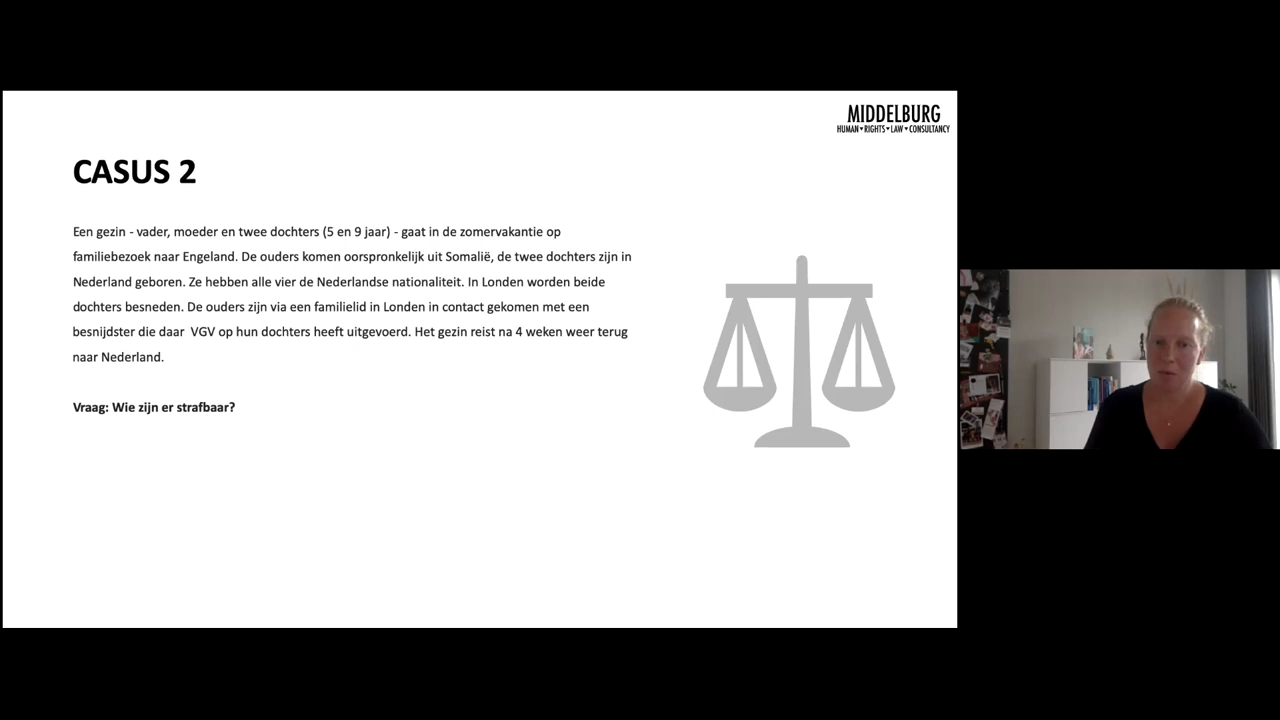 MIDDELBURG
HUMAN♥RIGHTS♥LAW♥CONSULTANCY
CASUS 2
Een gezin - vader, moeder en twee dochters (5 en 9 jaar) - gaat in de zomervakantie op
familiebezoek naar Engeland. De ouders komen oorspronkelijk uit Somalië, de twee dochters zijn in
Nederland geboren. Ze hebben alle vier de Nederlandse nationaliteit. In Londen worden beide
dochters besneden. De ouders zijn via een familielid in Londen in contact gekomen met een
besnijdster die daar  VGV op hun dochters heeft uitgevoerd. Het gezin reist na 4 weken weer terug
naar Nederland.
Vraag: Wie zijn er strafbaar?